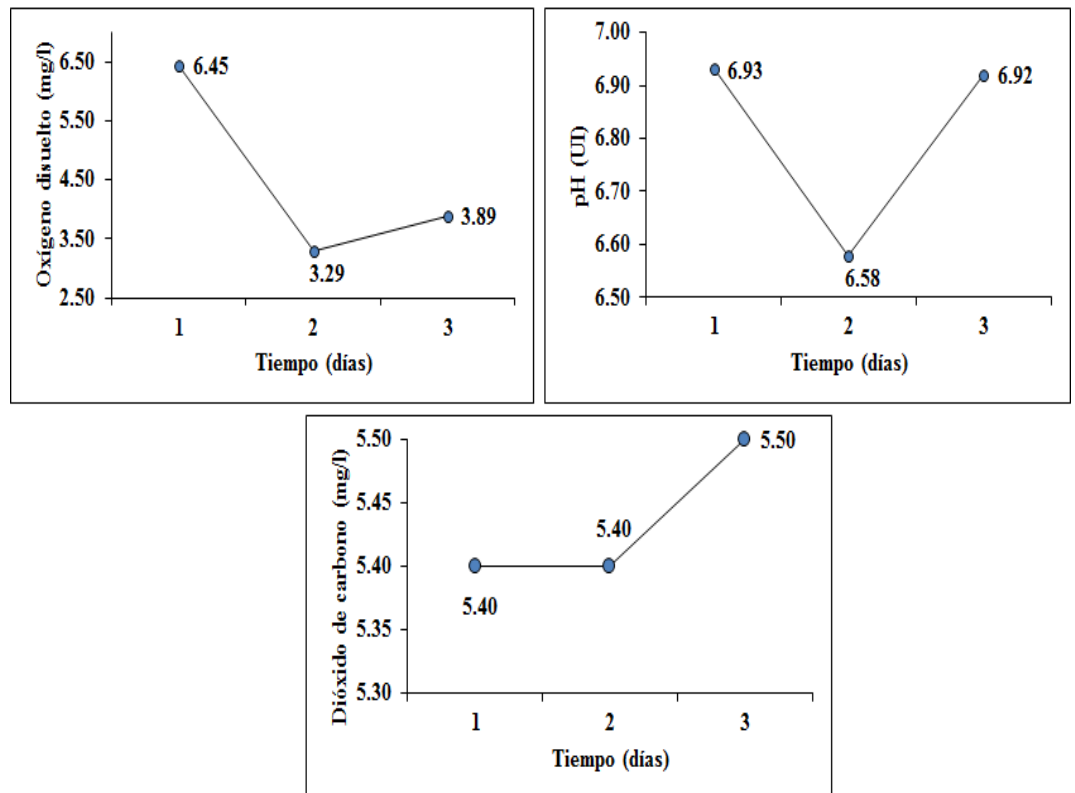 Oxígeno disuelto (mg/l)
6.50
5.50
4.50
3.50
2.50
6.45
3.29
3.89
1 2 3
Tiempo (días)
pH (UI)
7.00
6.90
6.80
6.70
6.60
6.50
6.93
6.58
6.92
1 2 3
Tiempo (días)
Dióxido de carbono (mg/l)
5.50
5.45
5.40
5.35
5.30
5.40
5.40
5.50
1 2 3
Tiempo (días)